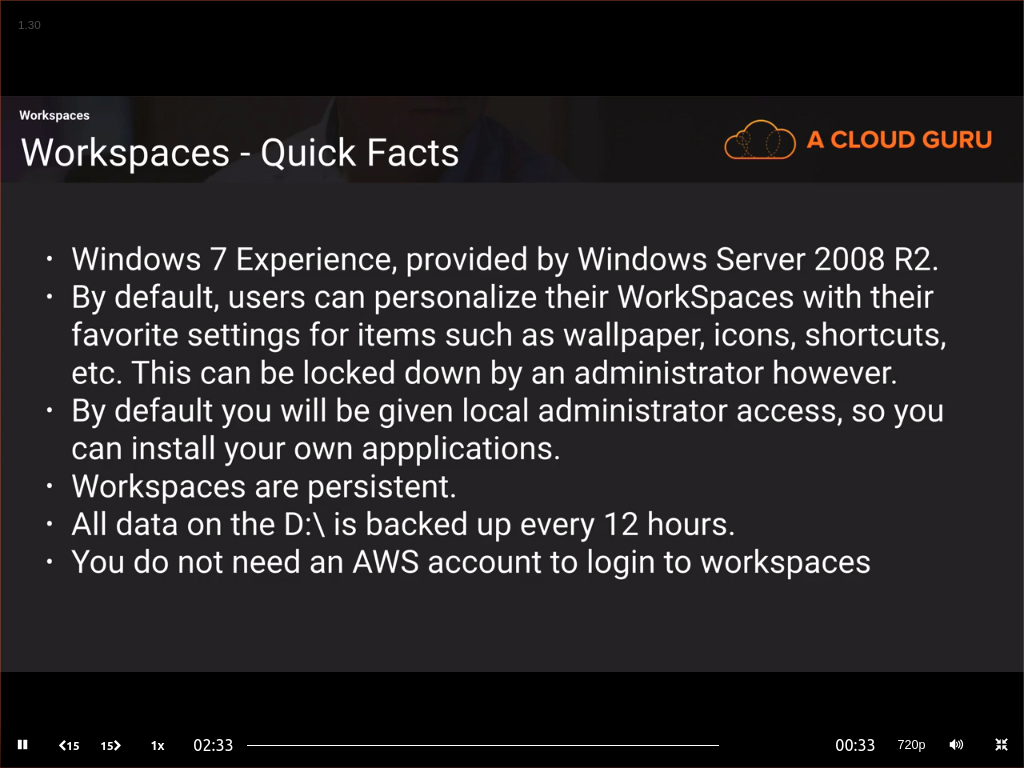 1.30
Workspaces
Workspaces - Quick Facts
A CLOUD GURU
• Windows 7 Experience, provided by Windows Server 2008 R2.
• By default, users can personalize their WorkSpaces with their
favorite settings for items such as wallpaper, icons, shortcuts,
etc. This can be locked down by an administrator however.
• By default you will be given local administrator access, so you
can install your own appplications.
• Workspaces are persistent.
• All data on the D:\ is backed up every 12 hours.
• You do not need an AWS account to login to workspaces
15 15 1x 02:33 00:33 720p